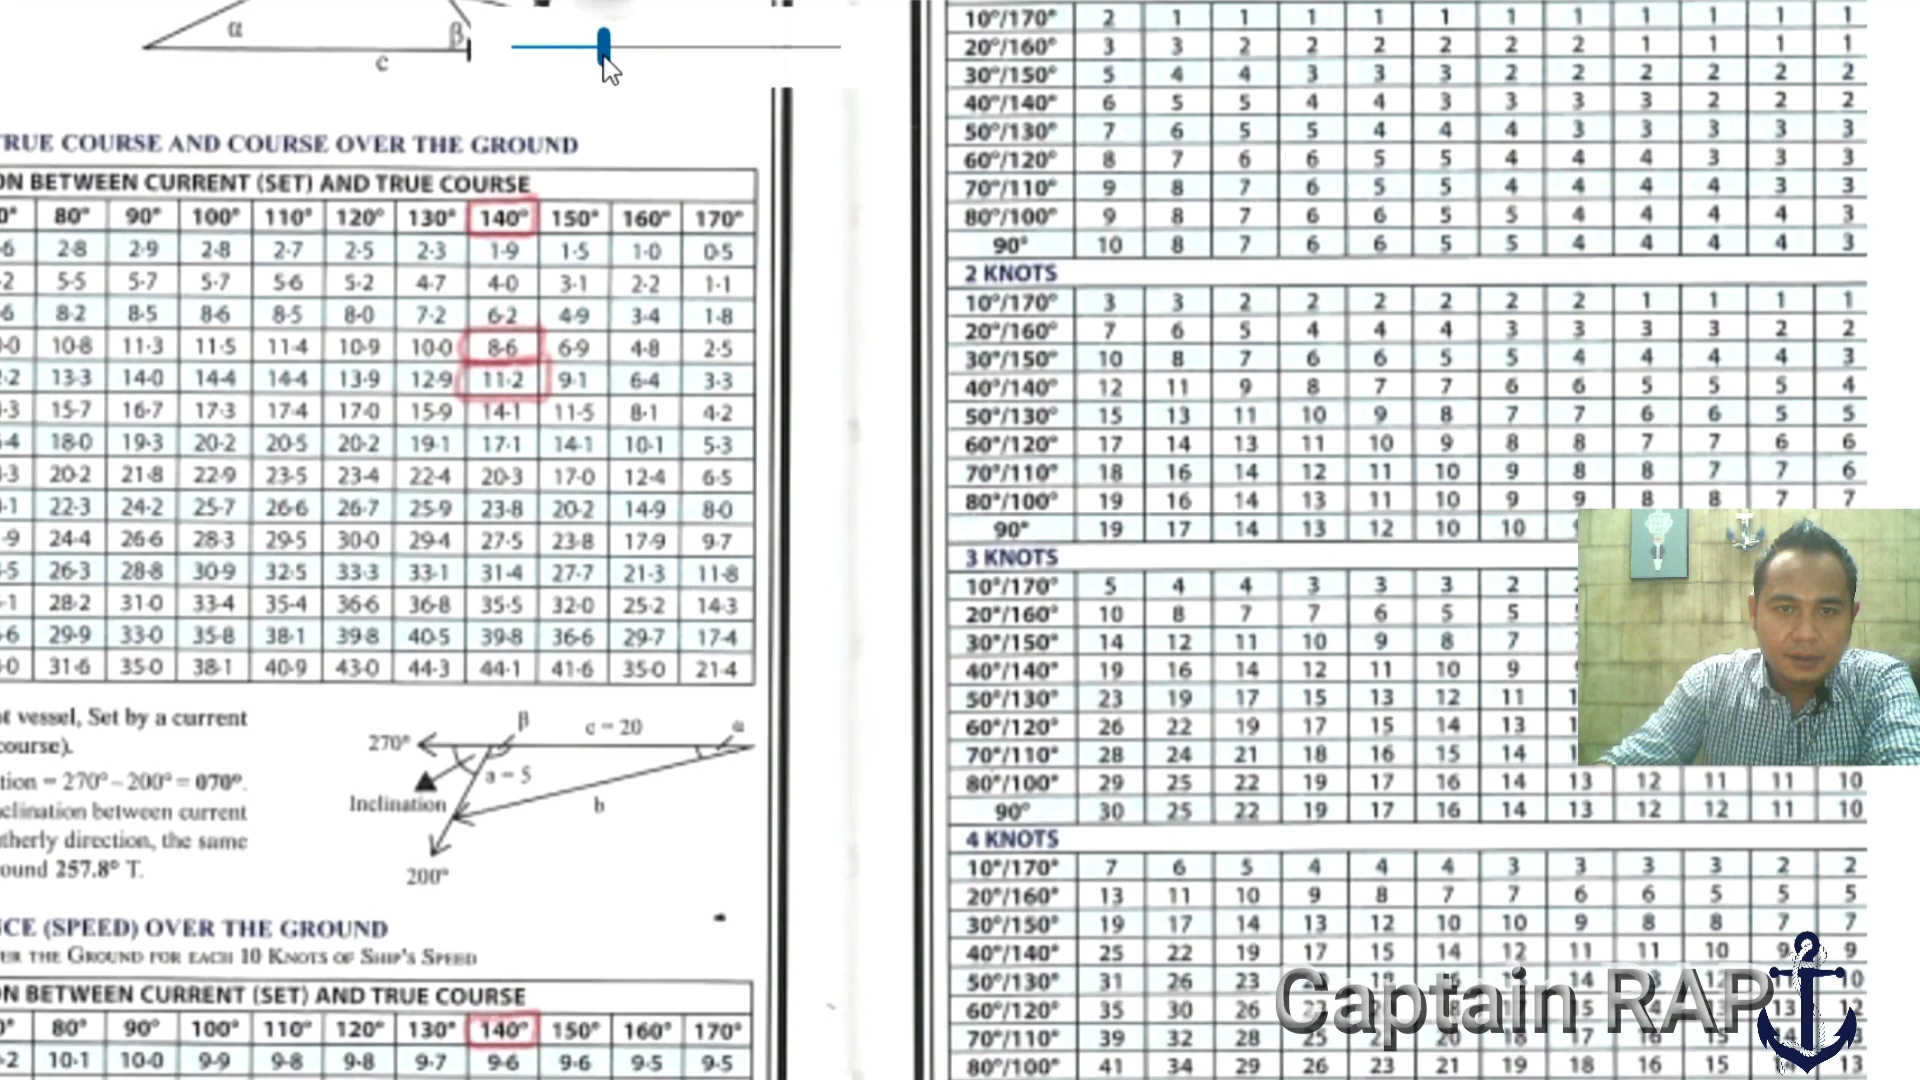 α
β
c
TRUE COURSE AND COURSE OVER THE GROUND
ON BETWEEN CURRENT (SET) AND TRUE COURSE
0° 80° 90° 100° 110° 120° 130° 140° 150° 160° 170°
·6 2·8 2·9 2·8 2·7 2·5 2·3 1·9 1·5 1·0 0·5
·2 5·5 5·7 5·7 5·6 5·2 4·7 4·0 3·1 2·2 1·1
·6 8·2 8·5 8·6 8·5 8·0 7·2 6·2 4·9 3·4 1·8
·0 10·8 11·3 11·5 11·4 10·9 10·0 8·6 6·9 4·8 2·5
·2 13·3 14·0 14·4 14·4 13·9 12·9 11·2 9·1 6·4 3·3
·3 15·7 16·7 17·3 17·4 17·0 15·9 14·1 11·5 8·1 4·2
·4 18·0 19·3 20·2 20·5 20·2 19·1 17·1 14·1 10·1 5·3
·3 20·2 21·8 22·9 23·5 23·4 22·4 20·3 17·0 12·4 6·5
·1 22·3 24·2 25·7 26·6 26·7 25·9 23·8 20·2 14·9 8·0
·9 24·4 26·6 28·3 29·5 30·0 29·4 27·5 23·8 17·9 9·7
·5 26·3 28·8 30·9 32·5 33·3 33·1 31·4 27·7 21·3 11·8
·1 28·2 31·0 33·4 35·4 36·6 36·8 35·5 32·0 25·2 14·3
·6 29·9 33·0 35·8 38·1 39·8 40·5 39·8 36·6 29·7 17·4
·0 31·6 35·0 38·1 40·9 43·0 44·3 44·1 41·6 35·0 21·4
vessel, Set by a current
course).
tion = 270° – 200° = 070°.
clination between current
therly direction, the same
ound 257.8° T.
270°
β
c = 20
α
a = 5
Inclination
b
200°
CE (SPEED) OVER THE GROUND
ER THE GROUND FOR EACH 10 KNOTS OF SHIP'S SPEED
ON BETWEEN CURRENT (SET) AND TRUE COURSE
0° 80° 90° 100° 110° 120° 130° 140° 150° 160° 170°
·2 10·1 10·0 9·9 9·8 9·8 9·7 9·6 9·6 9·5 9·5
10°/170° 2 1 1 1 1 1 1 1 1 1 1 1
20°/160° 3 3 2 2 2 2 2 2 1 1 1 1
30°/150° 5 4 4 3 3 3 2 2 2 2 2 2
40°/140° 6 5 5 4 4 3 3 3 3 2 2 2
50°/130° 7 6 5 5 4 4 4 3 3 3 3 3
60°/120° 8 7 6 6 5 5 4 4 4 3 3 3
70°/110° 9 8 7 6 5 5 4 4 4 4 3 3
80°/100° 9 8 7 6 6 5 5 4 4 4 4 3
90° 10 8 7 6 6 5 5 4 4 4 4 3
2 KNOTS
10°/170° 3 3 2 2 2 2 2 2 1 1 1 1
20°/160° 7 6 5 4 4 4 3 3 3 3 2 2
30°/150° 10 8 7 6 6 5 5 4 4 4 4 3
40°/140° 12 11 9 8 7 7 6 6 5 5 5 4
50°/130° 15 13 11 10 9 8 7 7 6 6 5 5
60°/120° 17 14 13 11 10 9 8 8 7 7 6 6
70°/110° 18 16 14 12 11 10 9 8 8 7 7 6
80°/100° 19 16 14 13 11 10 9 9 8 8 7 7
90° 19 17 14 13 12 10 10
3 KNOTS
10°/170° 5 4 4 3 3 3 2
20°/160° 10 8 7 7 6 5 5
30°/150° 14 12 11 10 9 8 7
40°/140° 19 16 14 12 11 10 9
50°/130° 23 19 17 15 13 12 11
60°/120° 26 22 19 17 15 14 13
70°/110° 28 24 21 18 16 15 14
80°/100° 29 25 22 19 17 16 14 13 12 11 11 10
90° 30 25 22 19 17 16 14 13 12 12 11 10
4 KNOTS
10°/170° 7 6 5 4 4 4 3 3 3 3 2 2
20°/160° 13 11 10 9 8 7 7 6 6 5 5 5
30°/150° 19 17 14 13 12 10 10 9 8 8 7 7
40°/140° 25 22 19 17 15 14 12 11 11 10 9 9
50°/130° 31 26 23 14 10
60°/120° 35 30 26 15 13 12
70°/110° 39 32 28 25 20 18 17 16 15 14
80°/100° 41 34 29 26 23 21 19 18 16 15 13
Captain RAP